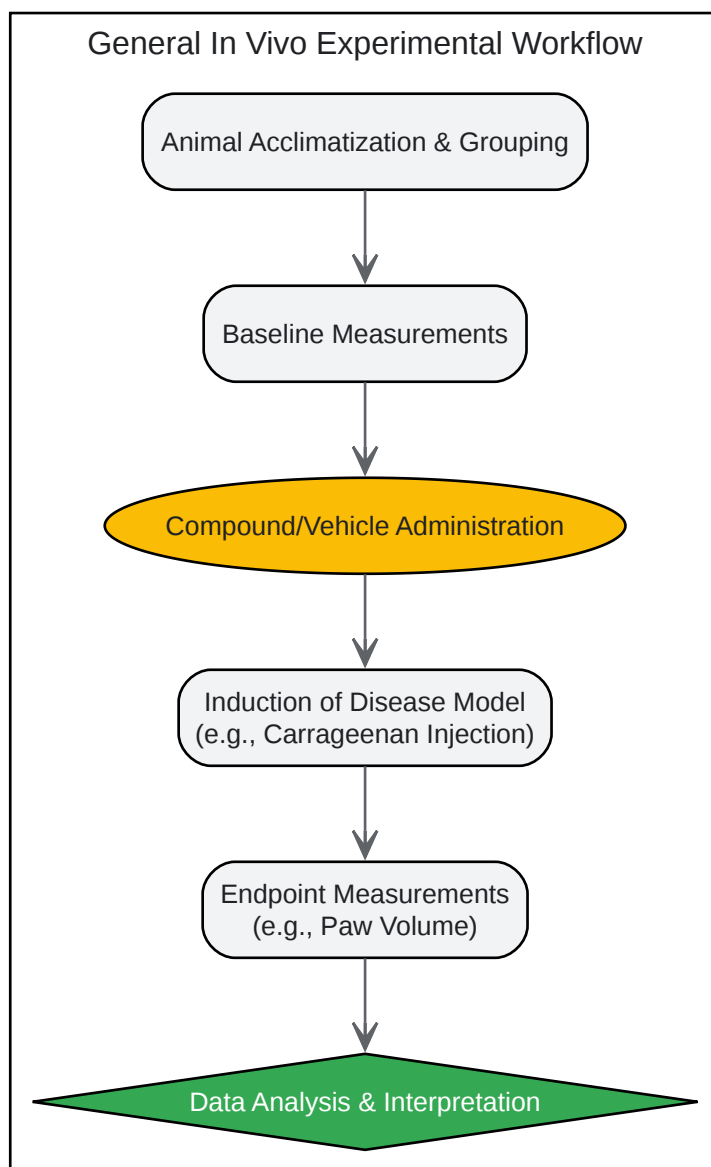 General In Vivo Experimental Workflow
Animal Acclimatization & Grouping
Baseline Measurements
Compound/Vehicle Administration
Induction of Disease Model
(e.g., Carrageenan Injection)
Endpoint Measurements
(e.g., Paw Volume)
Data Analysis & Interpretation